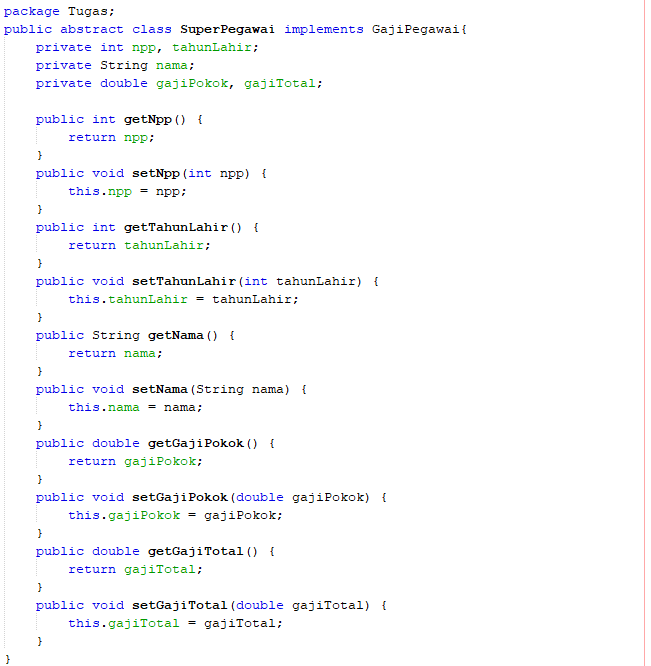 package Tugas;
public abstract class SuperPegawai implements GajiPegawai{
    private int npp, tahunLahir;
    private String nama;
    private double gajiPokok, gajiTotal;

    public int getNpp() {
        return npp;
    }
    public void setNpp(int npp) {
        this.npp = npp;
    }
    public int getTahunLahir() {
        return tahunLahir;
    }
    public void setTahunLahir(int tahunLahir) {
        this.tahunLahir = tahunLahir;
    }
    public String getNama() {
        return nama;
    }
    public void setNama(String nama) {
        this.nama = nama;
    }
    public double getGajiPokok() {
        return gajiPokok;
    }
    public void setGajiPokok(double gajiPokok) {
        this.gajiPokok = gajiPokok;
    }
    public double getGajiTotal() {
        return gajiTotal;
    }
    public void setGajiTotal(double gajiTotal) {
        this.gajiTotal = gajiTotal;
    }
}